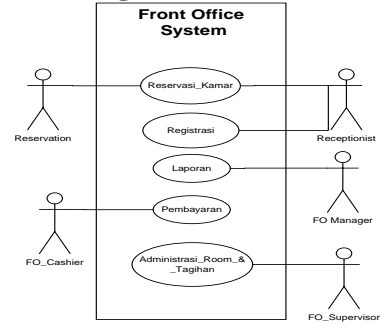 Front Office
System
Reservasi_Kamar
Reservation
Receptionist
Registrasi
Laporan
FO Manager
Pembayaran
FO_Cashier
Administrasi_Room_&
_Tagihan
FO_Supervisor